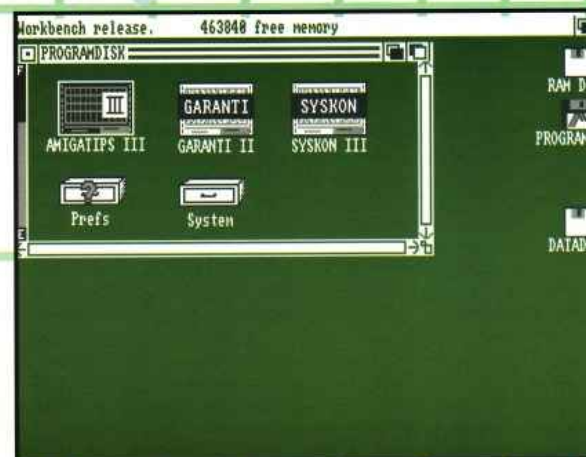 Workbench release. 463840 free memory
PROGRAMDISK
III
GARANTI
SYSKON
AMIGATIPS III
GARANTI II
SYSKON III
Prefs
System
RAM D
PROGRAM
DATAD